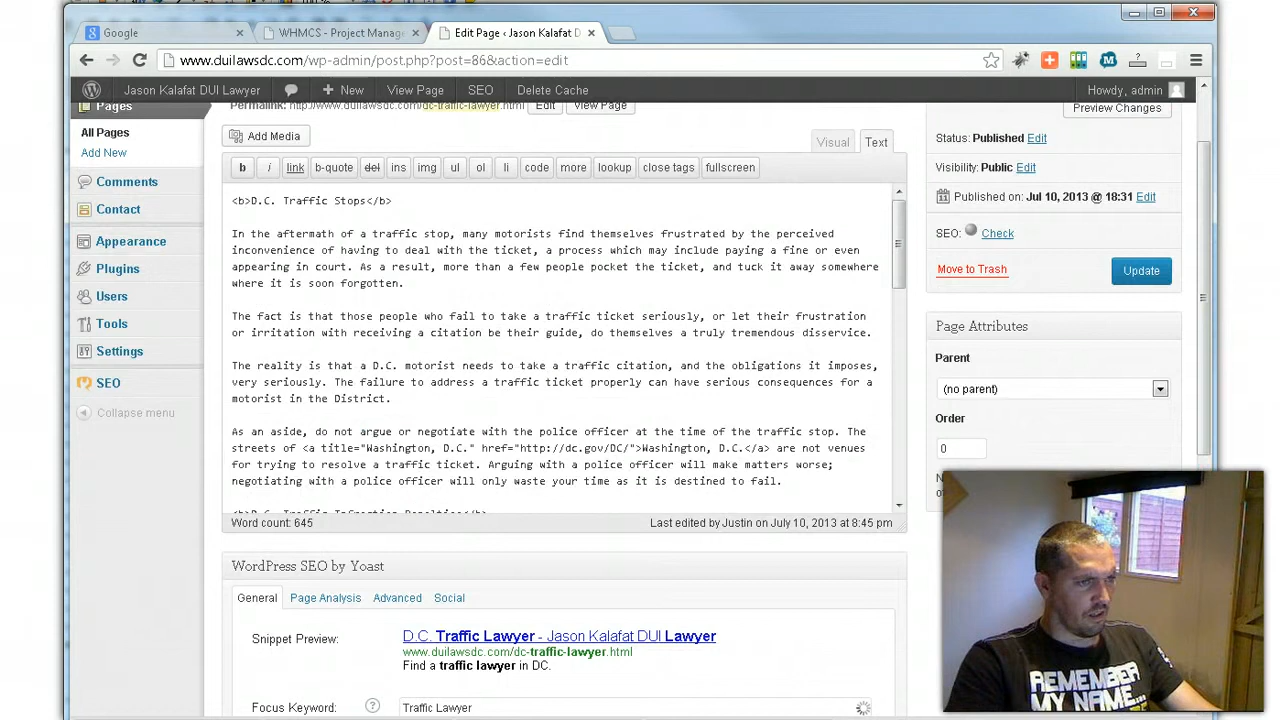 Google
WHMCS - Project Manag
Edit Page ‹ Jason Kalafat D
www.duilawsdc.com/wp-admin/post.php?post=86&action=edit
Jason Kalafat DUI Lawyer
New
View Page
SEO
Delete Cache
Howdy, admin
Pages
All Pages
Add New
Comments
Contact
Appearance
Plugins
Users
Tools
Settings
SEO
Collapse menu
Permalink: http://www.duilawsdc.com/dc-traffic-lawyer.html Edit View Page
Add Media
Visual Text
b i link b-quote del ins img ul ol li code more lookup close tags fullscreen
<b>D.C. Traffic Stops</b>
In the aftermath of a traffic stop, many motorists find themselves frustrated by the perceived
inconvenience of having to deal with the ticket, a process which may include paying a fine or even
appearing in court. As a result, more than a few people pocket the ticket, and tuck it away somewhere
where it is soon forgotten.
The fact is that those people who fail to take a traffic ticket seriously, or let their frustration
or irritation with receiving a citation be their guide, do themselves a truly tremendous disservice.
The reality is that a D.C. motorist needs to take a traffic citation, and the obligations it imposes,
very seriously. The failure to address a traffic ticket properly can have serious consequences for a
motorist in the District.
As an aside, do not argue or negotiate with the police officer at the time of the traffic stop. The
streets of <a title="Washington, D.C." href="http://dc.gov/DC/">Washington, D.C.</a> are not venues
for trying to resolve a traffic ticket. Arguing with a police officer will make matters worse;
negotiating with a police officer will only waste your time as it is destined to fail.
<b>D.C. Traffic Infraction Penalties</b>
Word count: 645
Last edited by Justin on July 10, 2013 at 8:45 pm
WordPress SEO by Yoast
General Page Analysis Advanced Social
Snippet Preview:
D.C. Traffic Lawyer - Jason Kalafat DUI Lawyer
www.duilawsdc.com/dc-traffic-lawyer.html
Find a traffic lawyer in DC.
Focus Keyword: ? Traffic Lawyer
Preview Changes
Status: Published Edit
Visibility: Public Edit
Published on: Jul 10, 2013 @ 18:31 Edit
SEO: Check
Move to Trash
Update
Page Attributes
Parent
(no parent)
Order
0
REMEMBER
MY NAME...